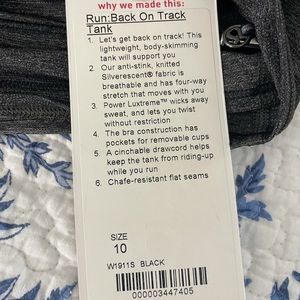 why we made this:
Run:Back On Track
Tank
1. Let's get back on track! This
lightweight, body-skimming
tank will support you
2. Our anti-stink, knitted
Silverescent® fabric is
breathable and has four-way
stretch that moves with you
3. Power Luxtreme™ wicks away
sweat, and lets you twist
without restriction
4. The bra construction has
pockets for removable cups
5. A cinchable drawcord helps
keep the tank from riding-up
while you run
6. Chafe-resistant flat seams
SIZE
10
W1911S BLACK
000003447405